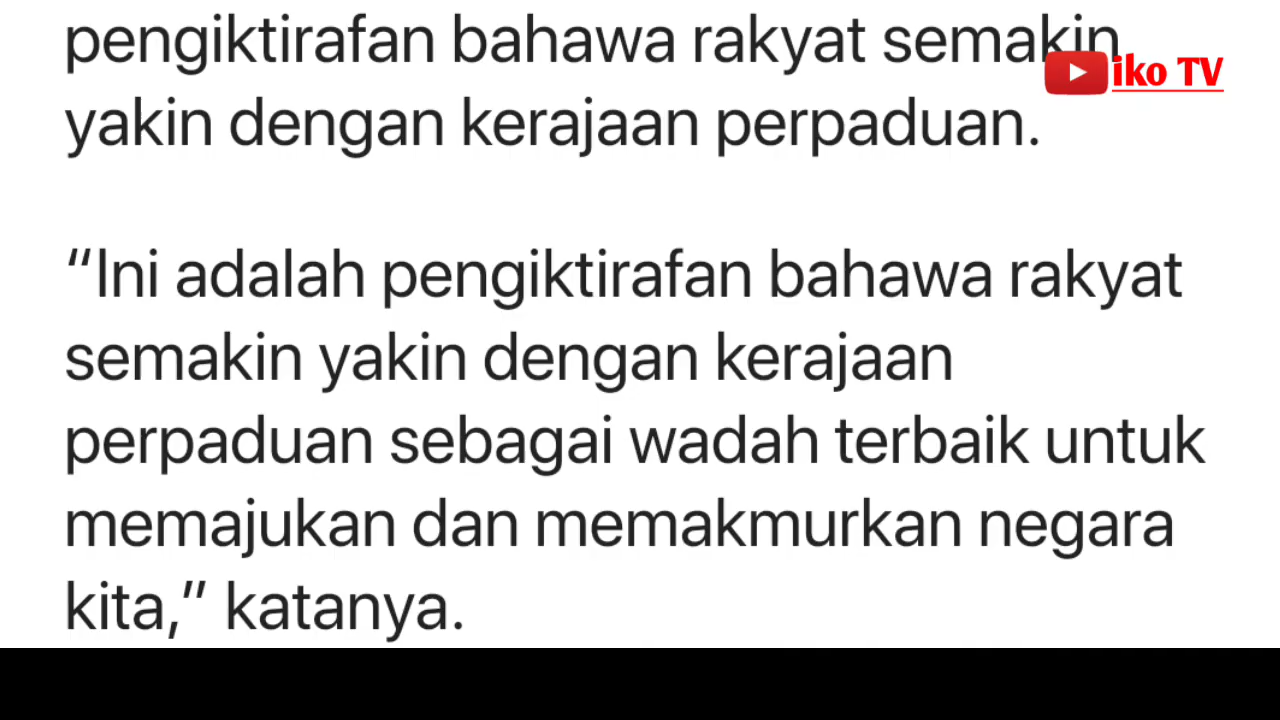 pengiktirafan bahawa rakyat semakin
iko TV
yakin dengan kerajaan perpaduan.
“Ini adalah pengiktirafan bahawa rakyat
semakin yakin dengan kerajaan
perpaduan sebagai wadah terbaik untuk
memajukan dan memakmurkan negara
kita,” katanya.